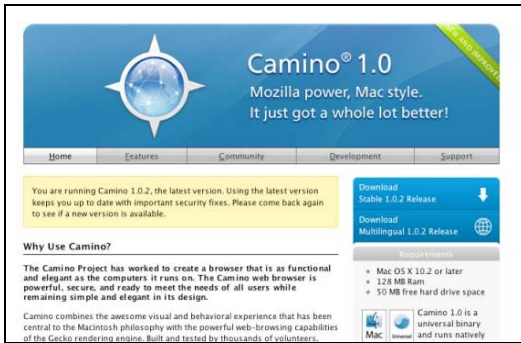 NEW AND IMPROVED
Camino® 1.0
Mozilla power, Mac style.
It just got a whole lot better!
Home Features Community Development Support
You are running Camino 1.0.2, the latest version. Using the latest version
keeps you up to date with important security fixes. Please come back again
to see if a new version is available.
Download
Stable 1.0.2 Release
Download
Multilingual 1.0.2 Release
Why Use Camino?
The Camino Project has worked to create a browser that is as functional
and elegant as the computers it runs on. The Camino web browser is
powerful, secure, and ready to meet the needs of all users while
remaining simple and elegant in its design.
Camino combines the awesome visual and behavioral experience that has been
central to the Macintosh philosophy with the powerful web-browsing capabilities
of the Gecko rendering engine. Built and tested by thousands of volunteers,
Requirements
Mac OS X 10.2 or later
128 MB Ram
50 MB free hard drive space
Mac
Universal
Camino 1.0 is a
universal binary
and runs natively